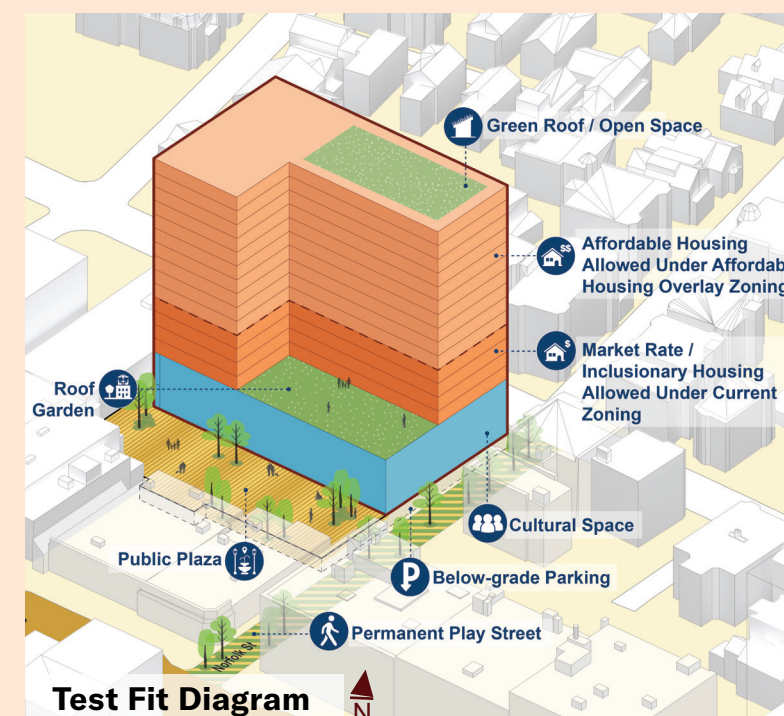 Green Roof / Open Space
$$
Affordable Housing
Allowed Under Affordab
Housing Overlay Zoning
$
Market Rate /
Inclusionary Housing
Allowed Under Current
Zoning
Roof
Garden
Cultural Space
Public Plaza
P
Below-grade Parking
Permanent Play Street
Norfolk St
Test Fit Diagram
N